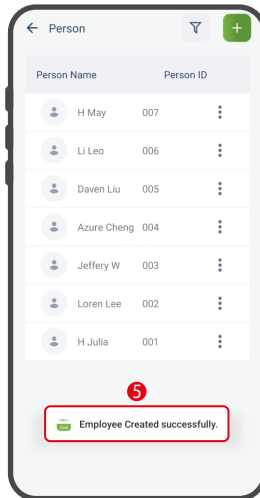 Person
Person Name Person ID
H May 007
Li Leo 006
Daven Liu 005
Azure Cheng 004
Jeffery W 003
Loren Lee 002
H Julia 001
5
Employee Created successfully.